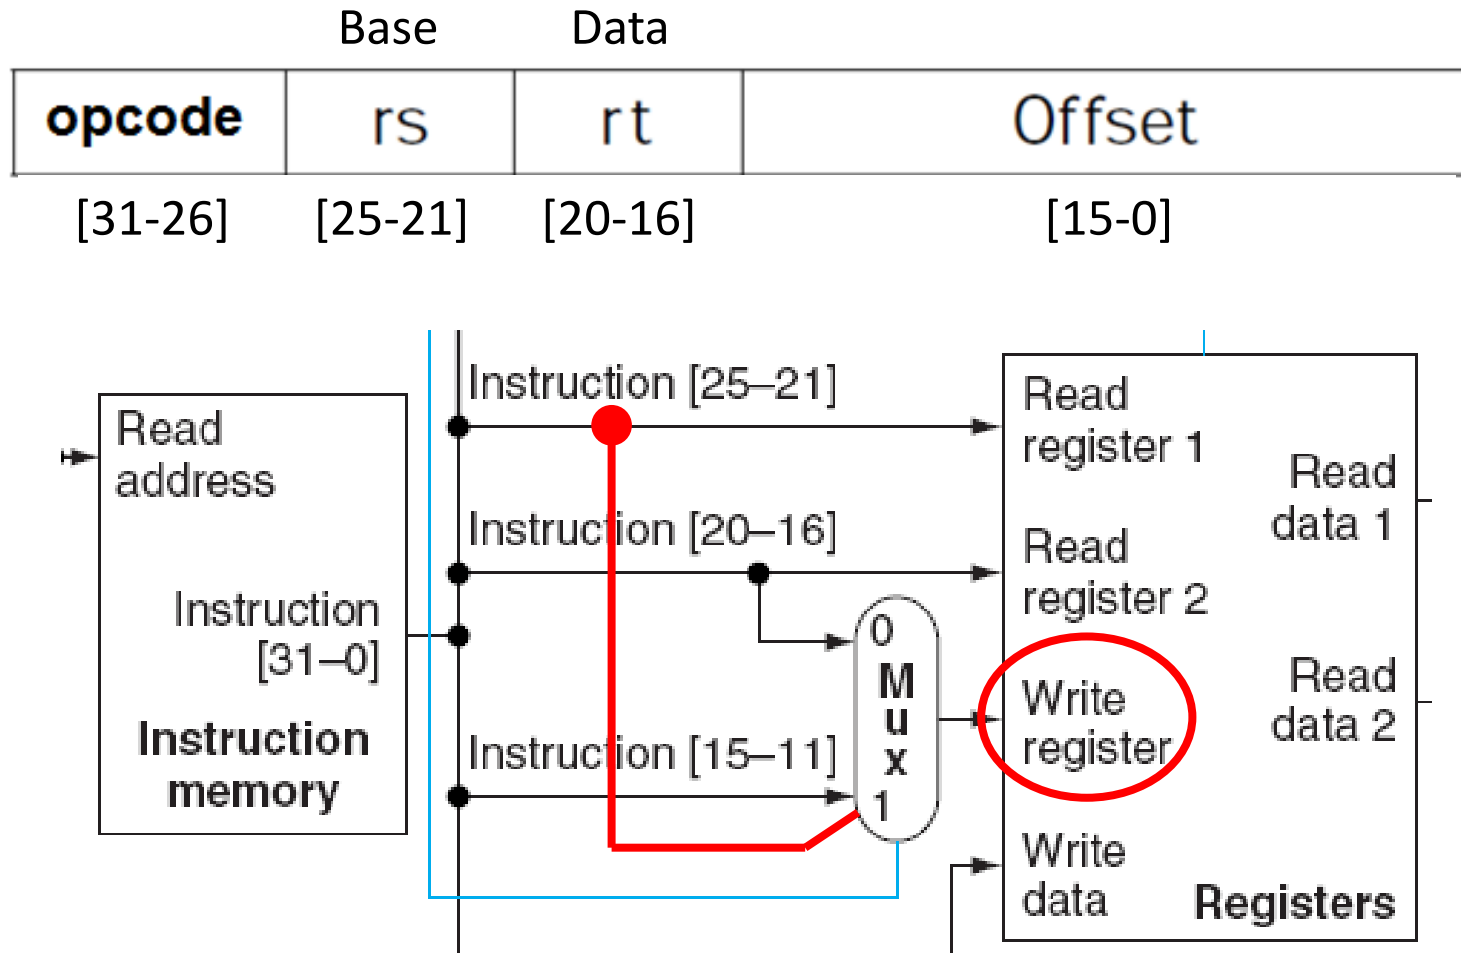 Base Data
opcode rs rt Offset
[31-26] [25-21] [20-16] [15-0]
Read
address
Instruction
[31–0]
Instruction
memory
Instruction [25–21]
Instruction [20–16]
Instruction [15–11]
0
M
u
x
1
Read
register 1
Read
register 2
Write
register
Write
data
Read
data 1
Read
data 2
Registers